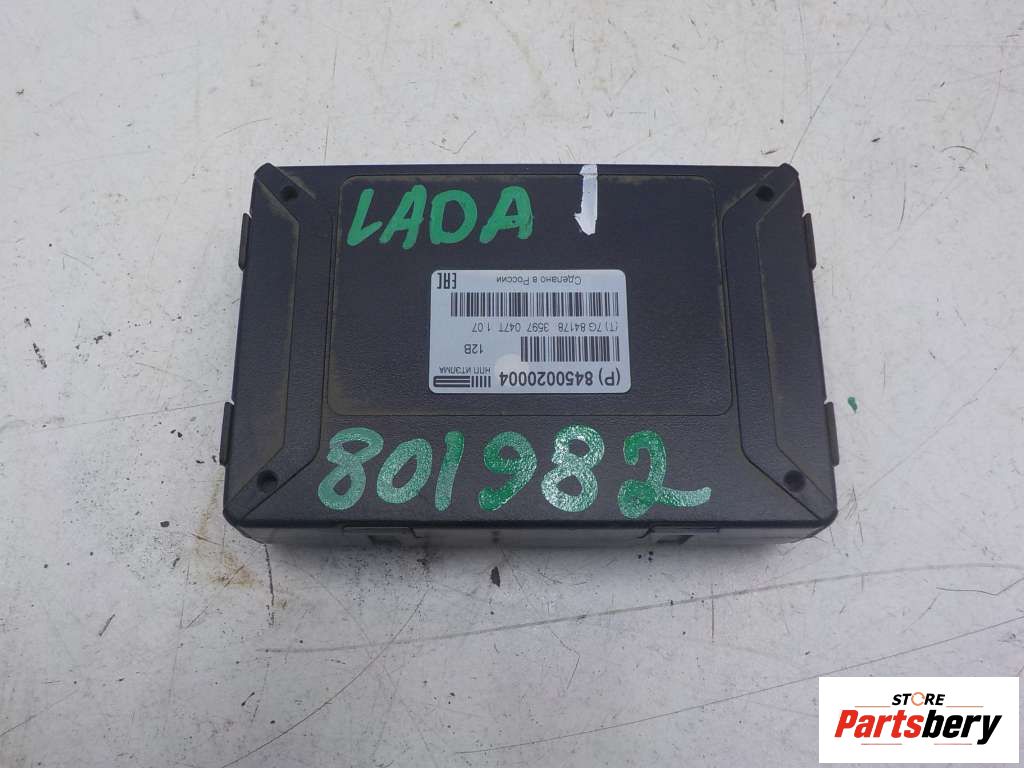 LADA 1
(P) 8450020004
НПП ИТЭЛМА
12В
(T) 7G 84178 3597 047T 1.07
Сделано в России
EAC
801982
STORE
Partsbery